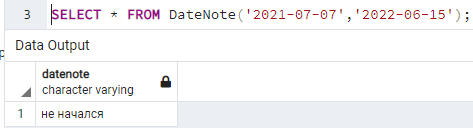 3 SELECT * FROM DateNote('2021-07-07','2022-06-15');
Data Output
datenote
character varying
1 не начался